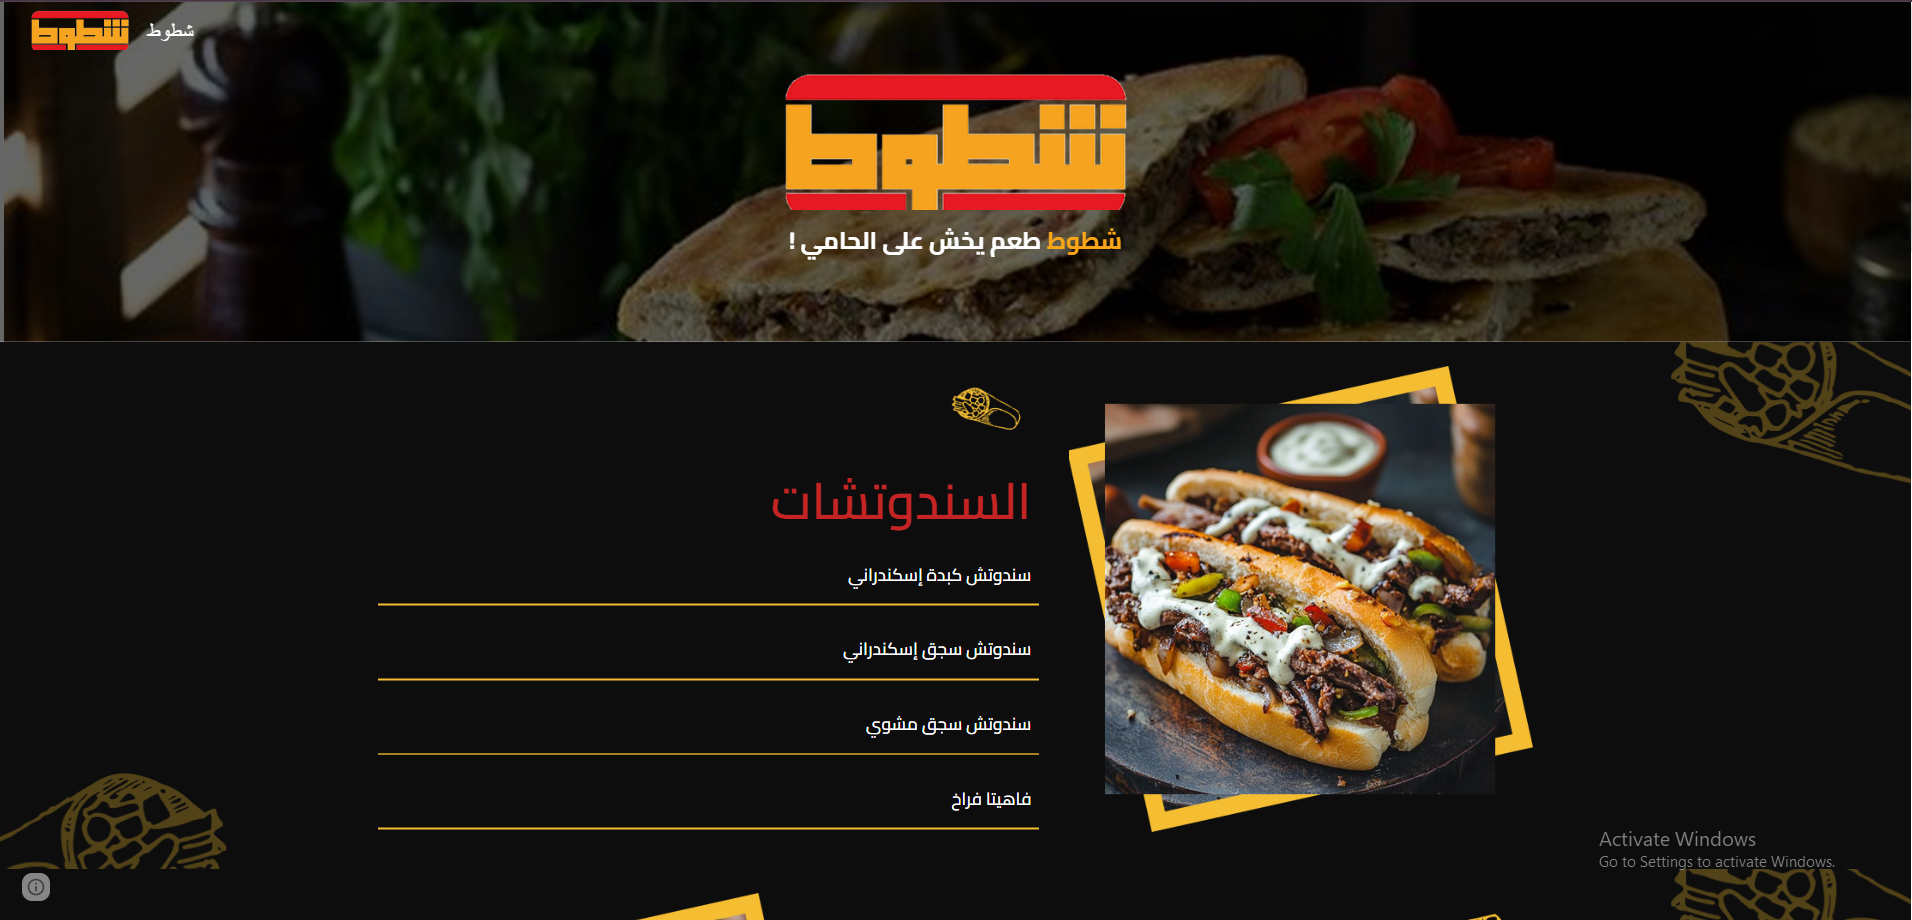 شطوط
شطوط
شطوط
شطوط طعم يخش على الحامي !
السندوتشات
سندوتش كبدة إسكندراني
سندوتش سجق إسكندراني
سندوتش سجق مشوي
فاهيتا فراخ
Activate Windows
Go to Settings to activate Windows.